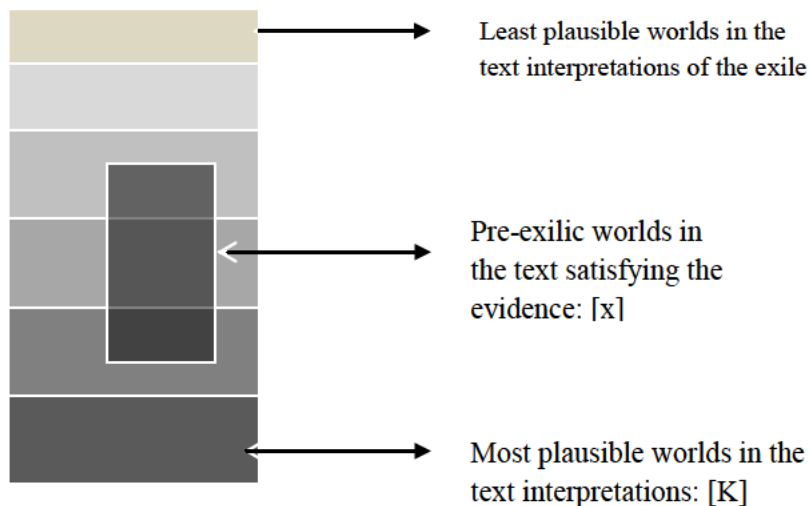 Least plausible worlds in the
text interpretations of the exile
Pre-exilic worlds in
the text satisfying the
evidence: [x]
Most plausible worlds in the
text interpretations: [K]